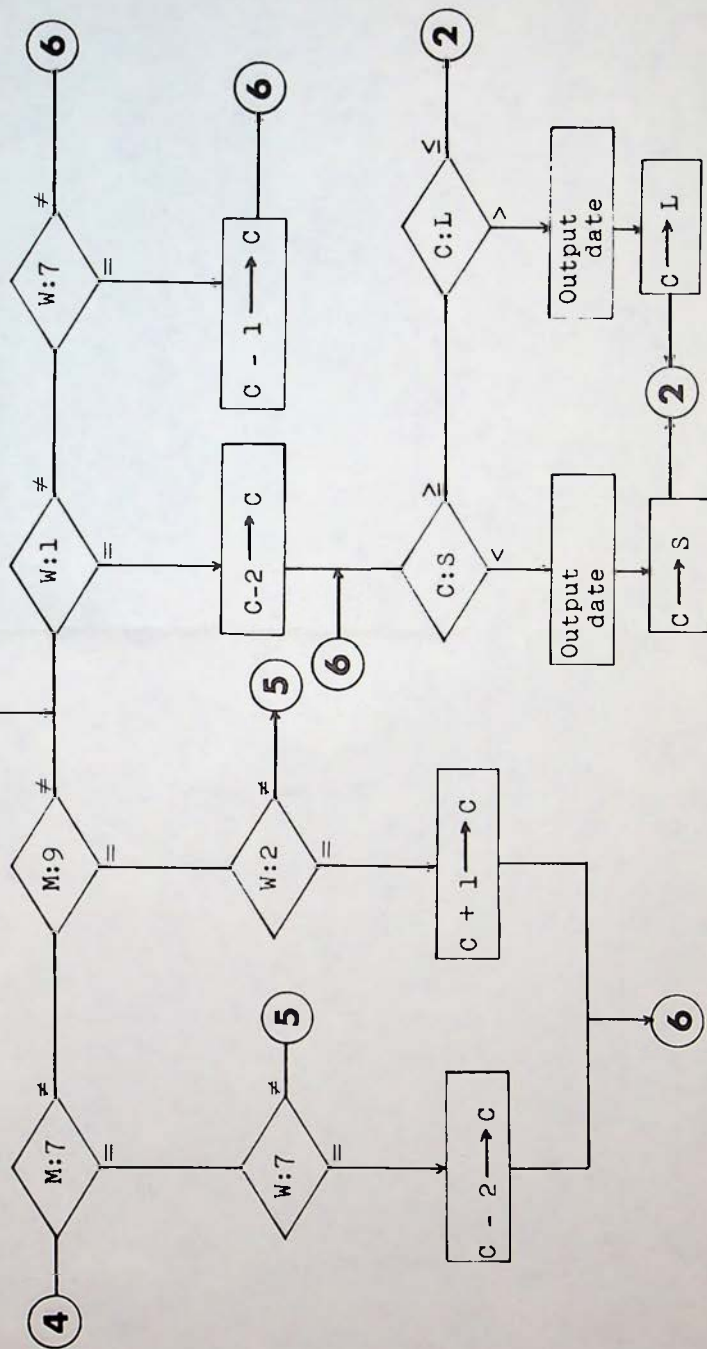 4
M:7
≠
=
M:9
≠
=
W:1
≠
=
W:7
≠
=
6
W:7
≠
=
5
W:2
≠
=
5
C-2 ⟶ C
C - 1 ⟶ C
6
C - 2 ⟶ C
C + 1 ⟶ C
6
6
C:S
≥
<
C:L
≤
>
2
Output
date
Output
date
C ⟶ S
2
C ⟶ L